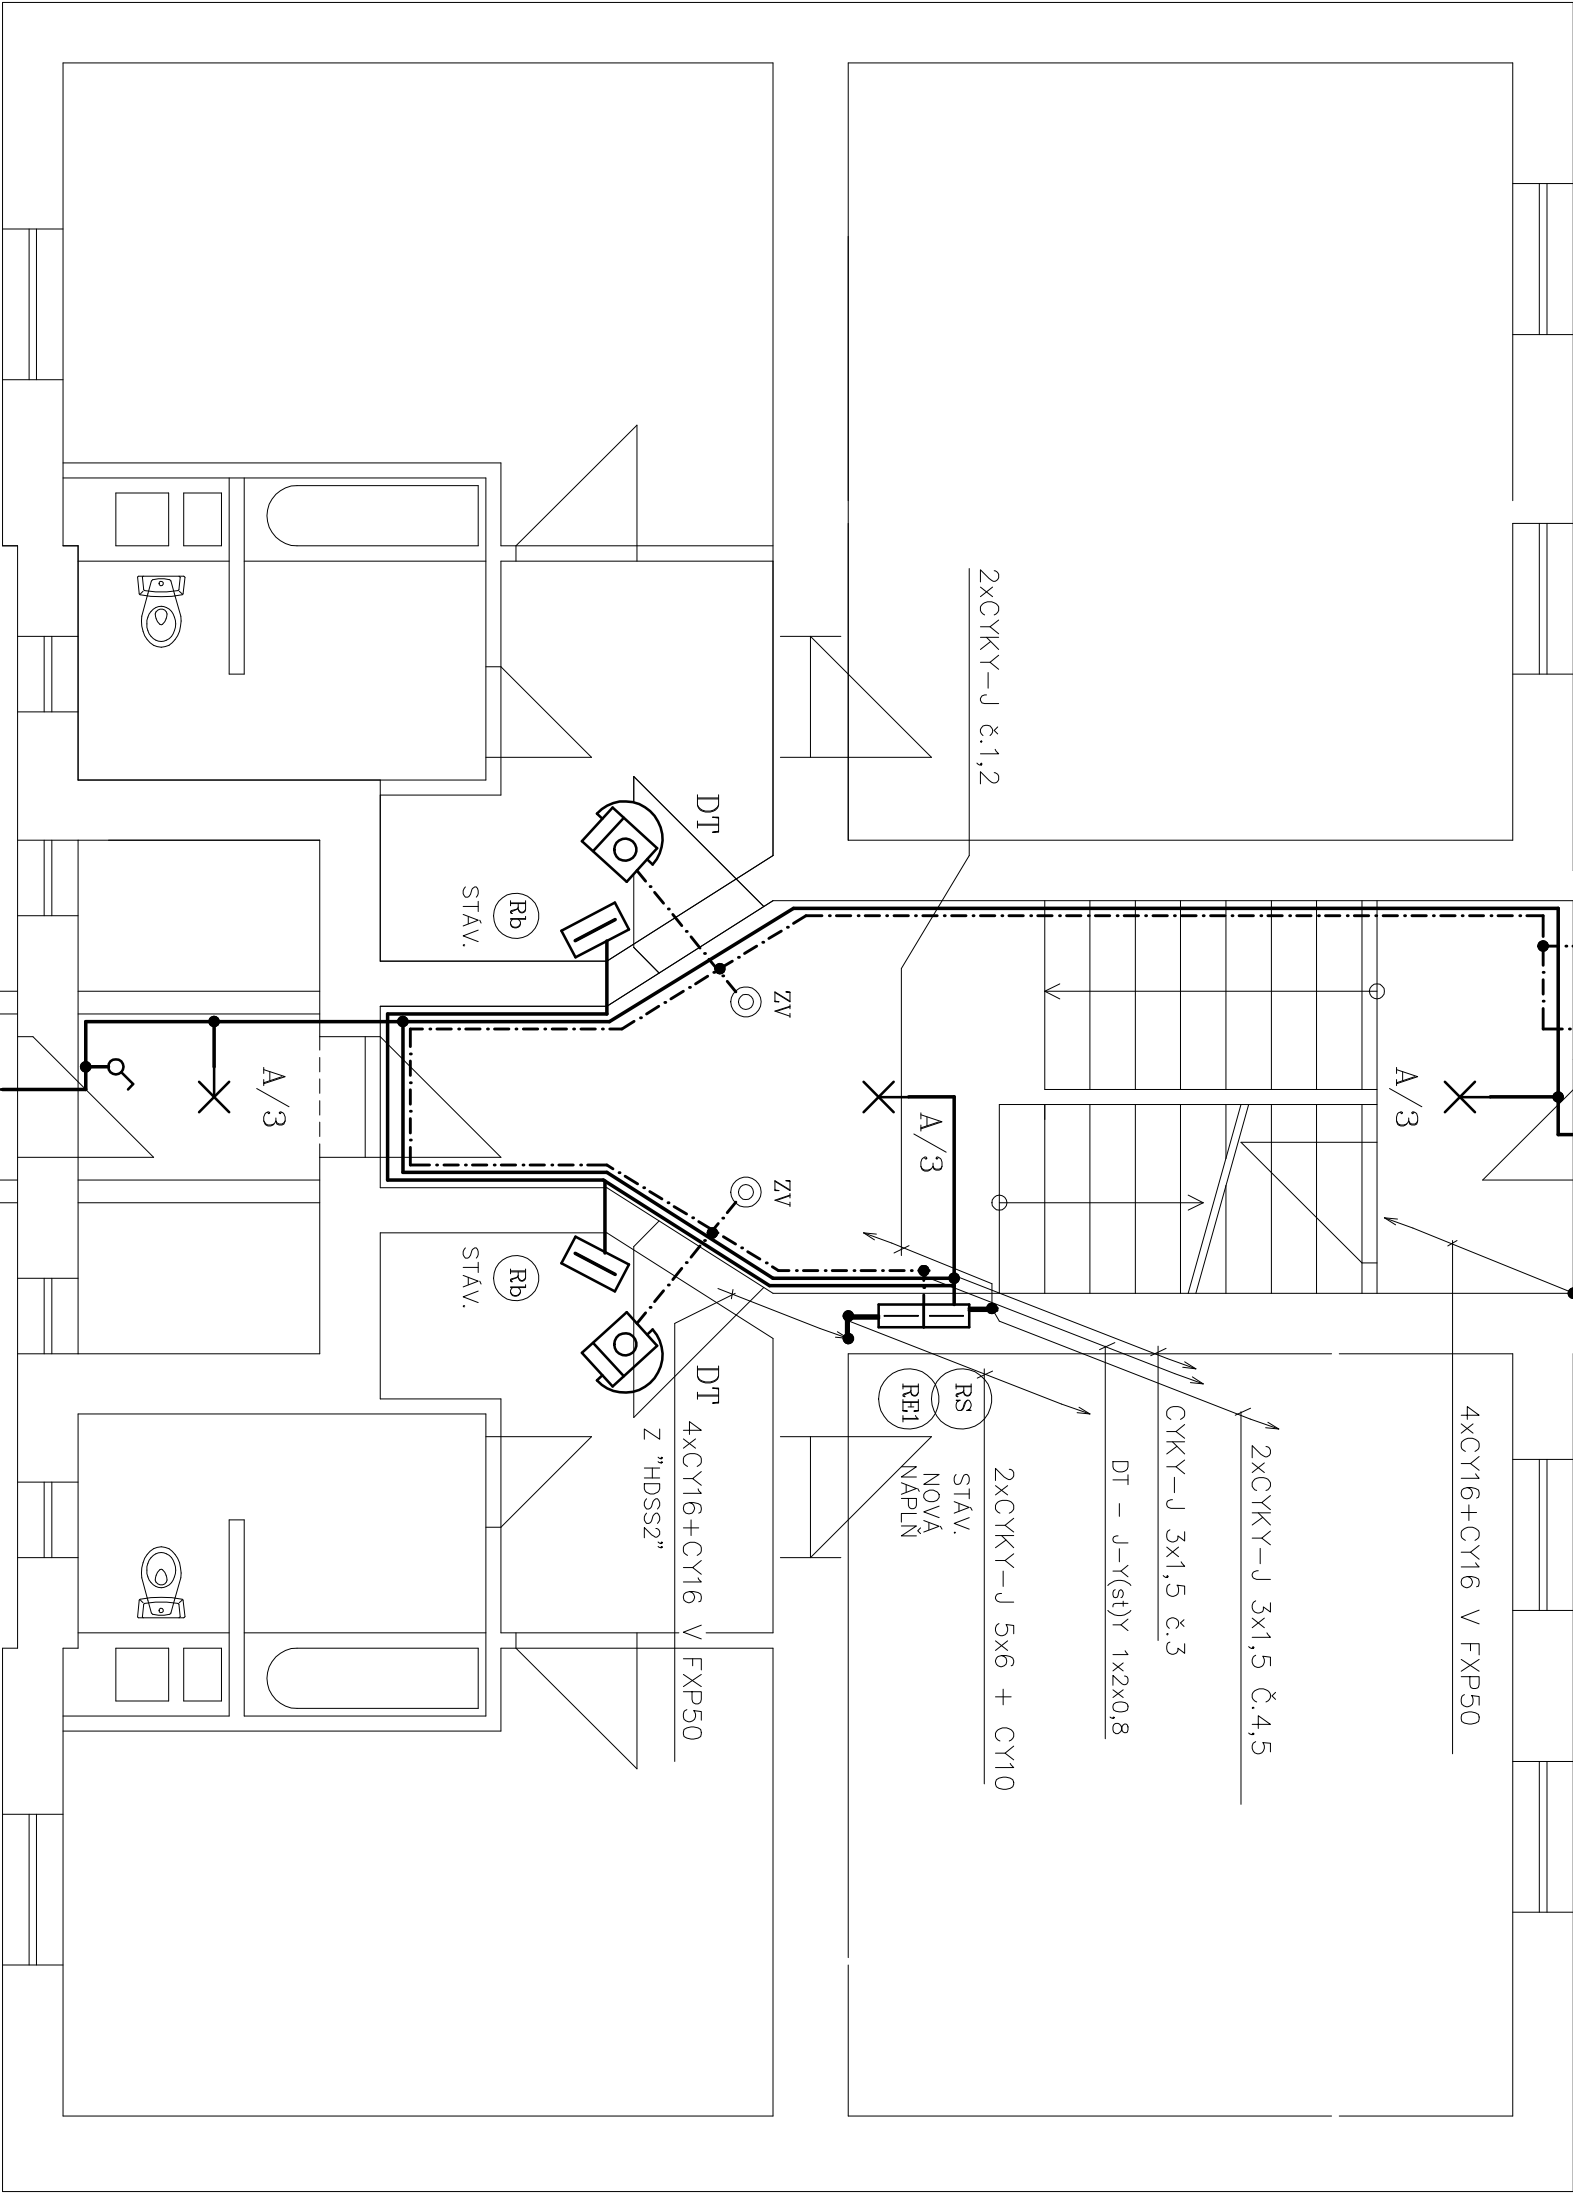 4xCY16+CY16 V FXP50
A/3
2xCYKY-J 3x1,5 Č.4,5
CYKY-J 3x1,5 č.3
DT - J-Y(st)Y 1x2x0,8
2xCYKY-J č.1,2
2xCYKY-J 5x6 + CY10
RS
RE1
STÁV.
NOVÁ
NÁPLŇ
A/3
ZV
ZV
DT
DT
4xCY16+CY16 V FXP50
Z "HDSS2"
Rb
STÁV.
Rb
STÁV.
A/3